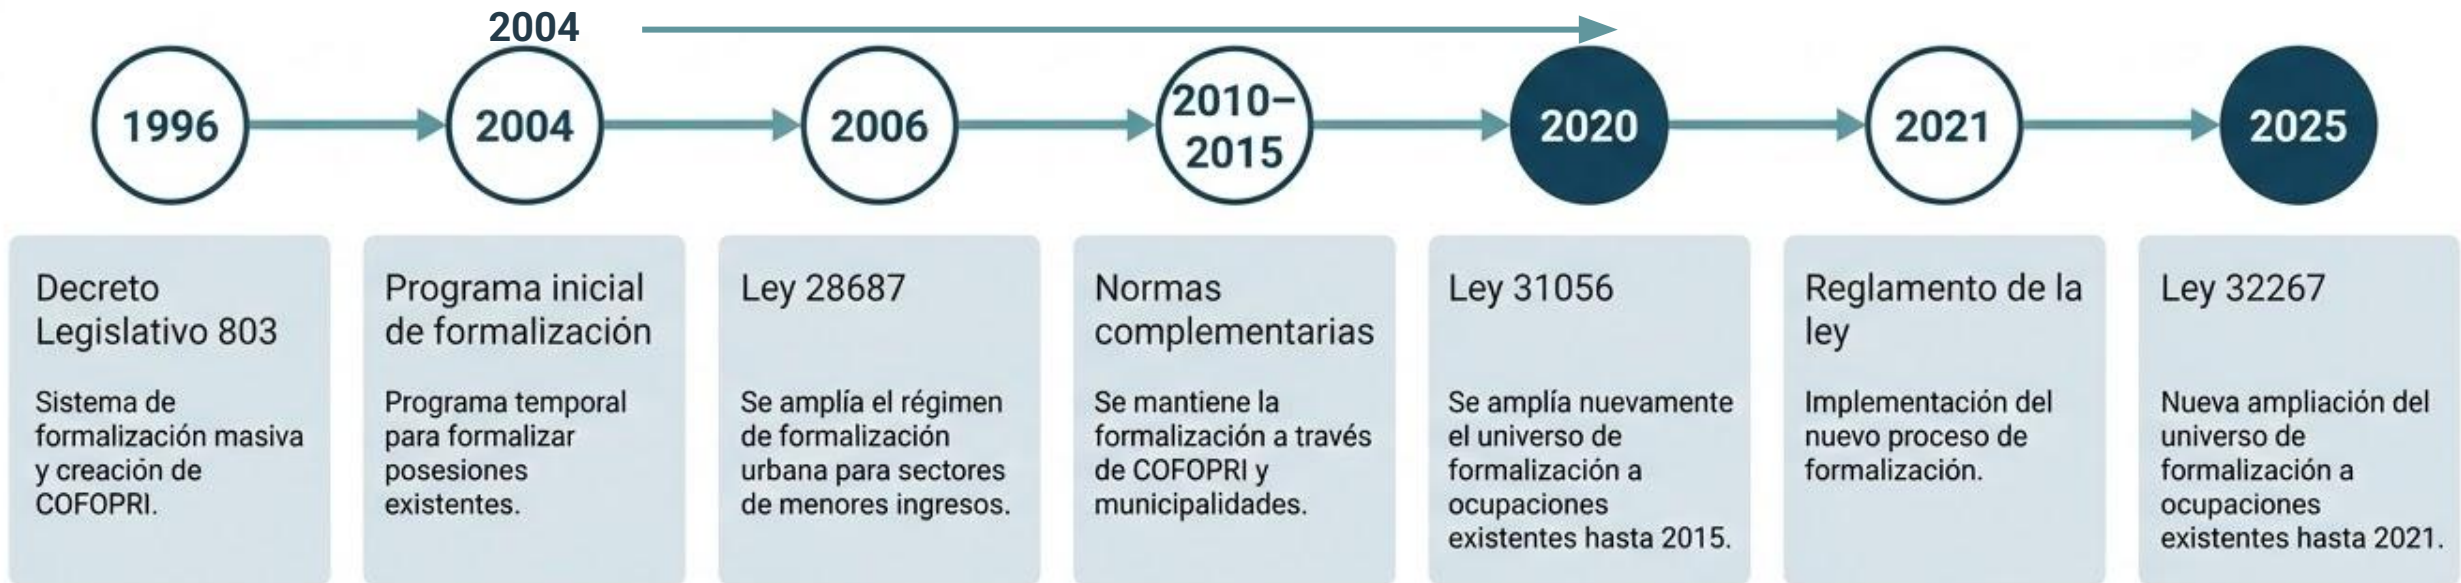 2004
1996
2004
2006
2010–
2015
2020
2021
2025
Decreto
Legislativo 803
Sistema de
formalización masiva
y creación de
COFOPRI.
Programa inicial
de formalización
Programa temporal
para formalizar
posesiones
existentes.
Ley 28687
Se amplía el régimen
de formalización
urbana para sectores
de menores ingresos.
Normas
complementarias
Se mantiene la
formalización a través
de COFOPRI y
municipalidades.
Ley 31056
Se amplía nuevamente
el universo de
formalización a
ocupaciones
existentes hasta 2015.
Reglamento de la
ley
Implementación del
nuevo proceso de
formalización.
Ley 32267
Nueva ampliación del
universo de
formalización a
ocupaciones
existentes hasta 2021.